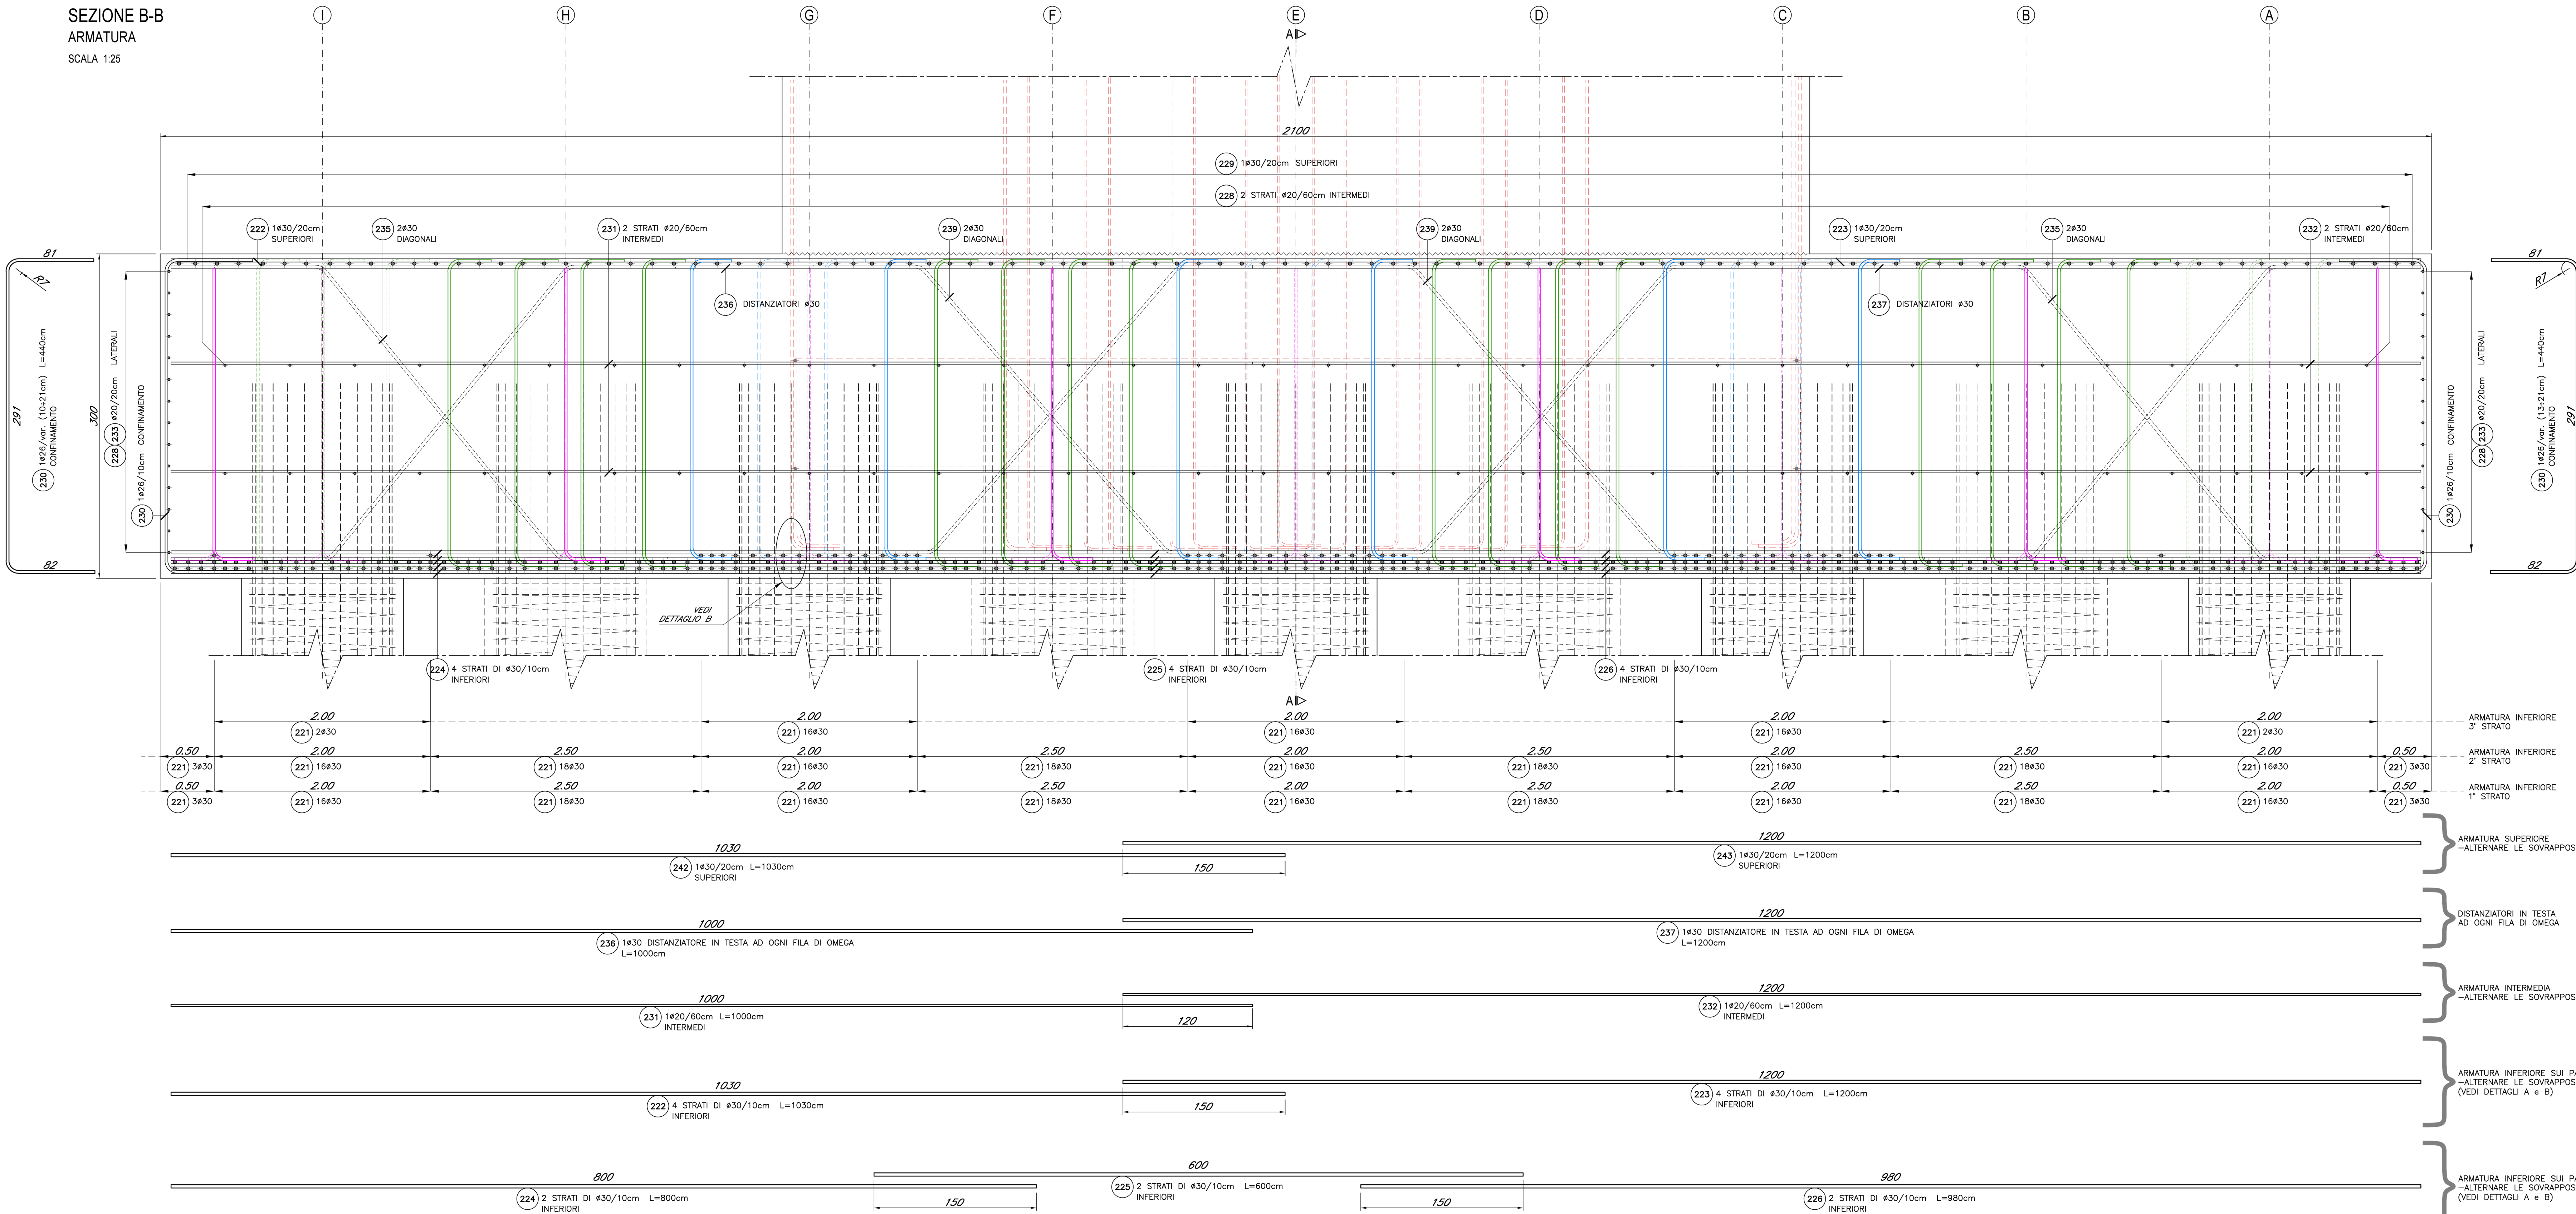 SEZIONE B-B
ARMATURA
SCALA 1:25
I
H
G
F
E
D
C
B
A
A
2100
229 1ø30/20cm SUPERIORI
228 2 STRATI ø20/60cm INTERMEDI
222 1ø30/20cm
SUPERIORI
235 2ø30
DIAGONALI
231 2 STRATI ø20/60cm
INTERMEDI
239 2ø30
DIAGONALI
239 2ø30
DIAGONALI
223 1ø30/20cm
SUPERIORI
235 2ø30
DIAGONALI
232 2 STRATI ø20/60cm
INTERMEDI
81
R7
291
82
230 1ø26/var. (10÷21cm) L=440cm
CONFINAMENTO
300
228 233 ø20/20cm LATERALI
230 1ø26/10cm CONFINAMENTO
236 DISTANZIATORI ø30
237 DISTANZIATORI ø30
230 1ø26/10cm CONFINAMENTO
228 233 ø20/20cm LATERALI
230 1ø26/var. (13÷21cm) L=440cm
CONFINAMENTO
81
R7
291
82
VEDI
DETTAGLIO B
224 4 STRATI DI ø30/10cm
INFERIORI
225 4 STRATI DI ø30/10cm
INFERIORI
226 4 STRATI DI ø30/10cm
INFERIORI
A
2.00 2.00 2.00 2.00 2.00
221 2ø30 221 16ø30 221 16ø30 221 16ø30 221 2ø30
ARMATURA INFERIORE
3° STRATO
0.50 2.00 2.50 2.00 2.50 2.00 2.50 2.00 2.50 2.00 0.50
221 3ø30 221 16ø30 221 18ø30 221 16ø30 221 18ø30 221 16ø30 221 18ø30 221 16ø30 221 18ø30 221 16ø30 221 3ø30
ARMATURA INFERIORE
2° STRATO
0.50 2.00 2.50 2.00 2.50 2.00 2.50 2.00 2.50 2.00 0.50
221 3ø30 221 16ø30 221 18ø30 221 16ø30 221 18ø30 221 16ø30 221 18ø30 221 16ø30 221 18ø30 221 16ø30 221 3ø30
ARMATURA INFERIORE
1° STRATO
1030
242 1ø30/20cm L=1030cm
SUPERIORI
150
1200
243 1ø30/20cm L=1200cm
SUPERIORI
ARMATURA SUPERIORE
-ALTERNARE LE
1000
236 1ø30 DISTANZIATORE IN TESTA AD OGNI FILA DI OMEGA
L=1000cm
1200
237 1ø30 DISTANZIATORE IN TESTA AD OGNI FILA DI OMEGA
L=1200cm
DISTANZIATORI IN TESTA
AD OGNI FILA DI OMEGA
1000
231 1ø20/60cm L=1000cm
INTERMEDI
120
1200
232 1ø20/60cm L=1200cm
INTERMEDI
ARMATURA INTERMEDIA
-ALTERNARE LE
1030
222 4 STRATI DI ø30/10cm L=1030cm
INFERIORI
150
1200
223 4 STRATI DI ø30/10cm L=1200cm
INFERIORI
ARMATURA INFERIORE SUI
-ALTERNARE LE
(VEDI DETTAGLI A e B)
800
224 2 STRATI DI ø30/10cm L=800cm
INFERIORI
150
600
225 2 STRATI DI ø30/10cm L=600cm
INFERIORI
150
980
226 2 STRATI DI ø30/10cm L=980cm
INFERIORI
ARMATURA INFERIORE SUI
-ALTERNARE LE
(VEDI DETTAGLI A e B)